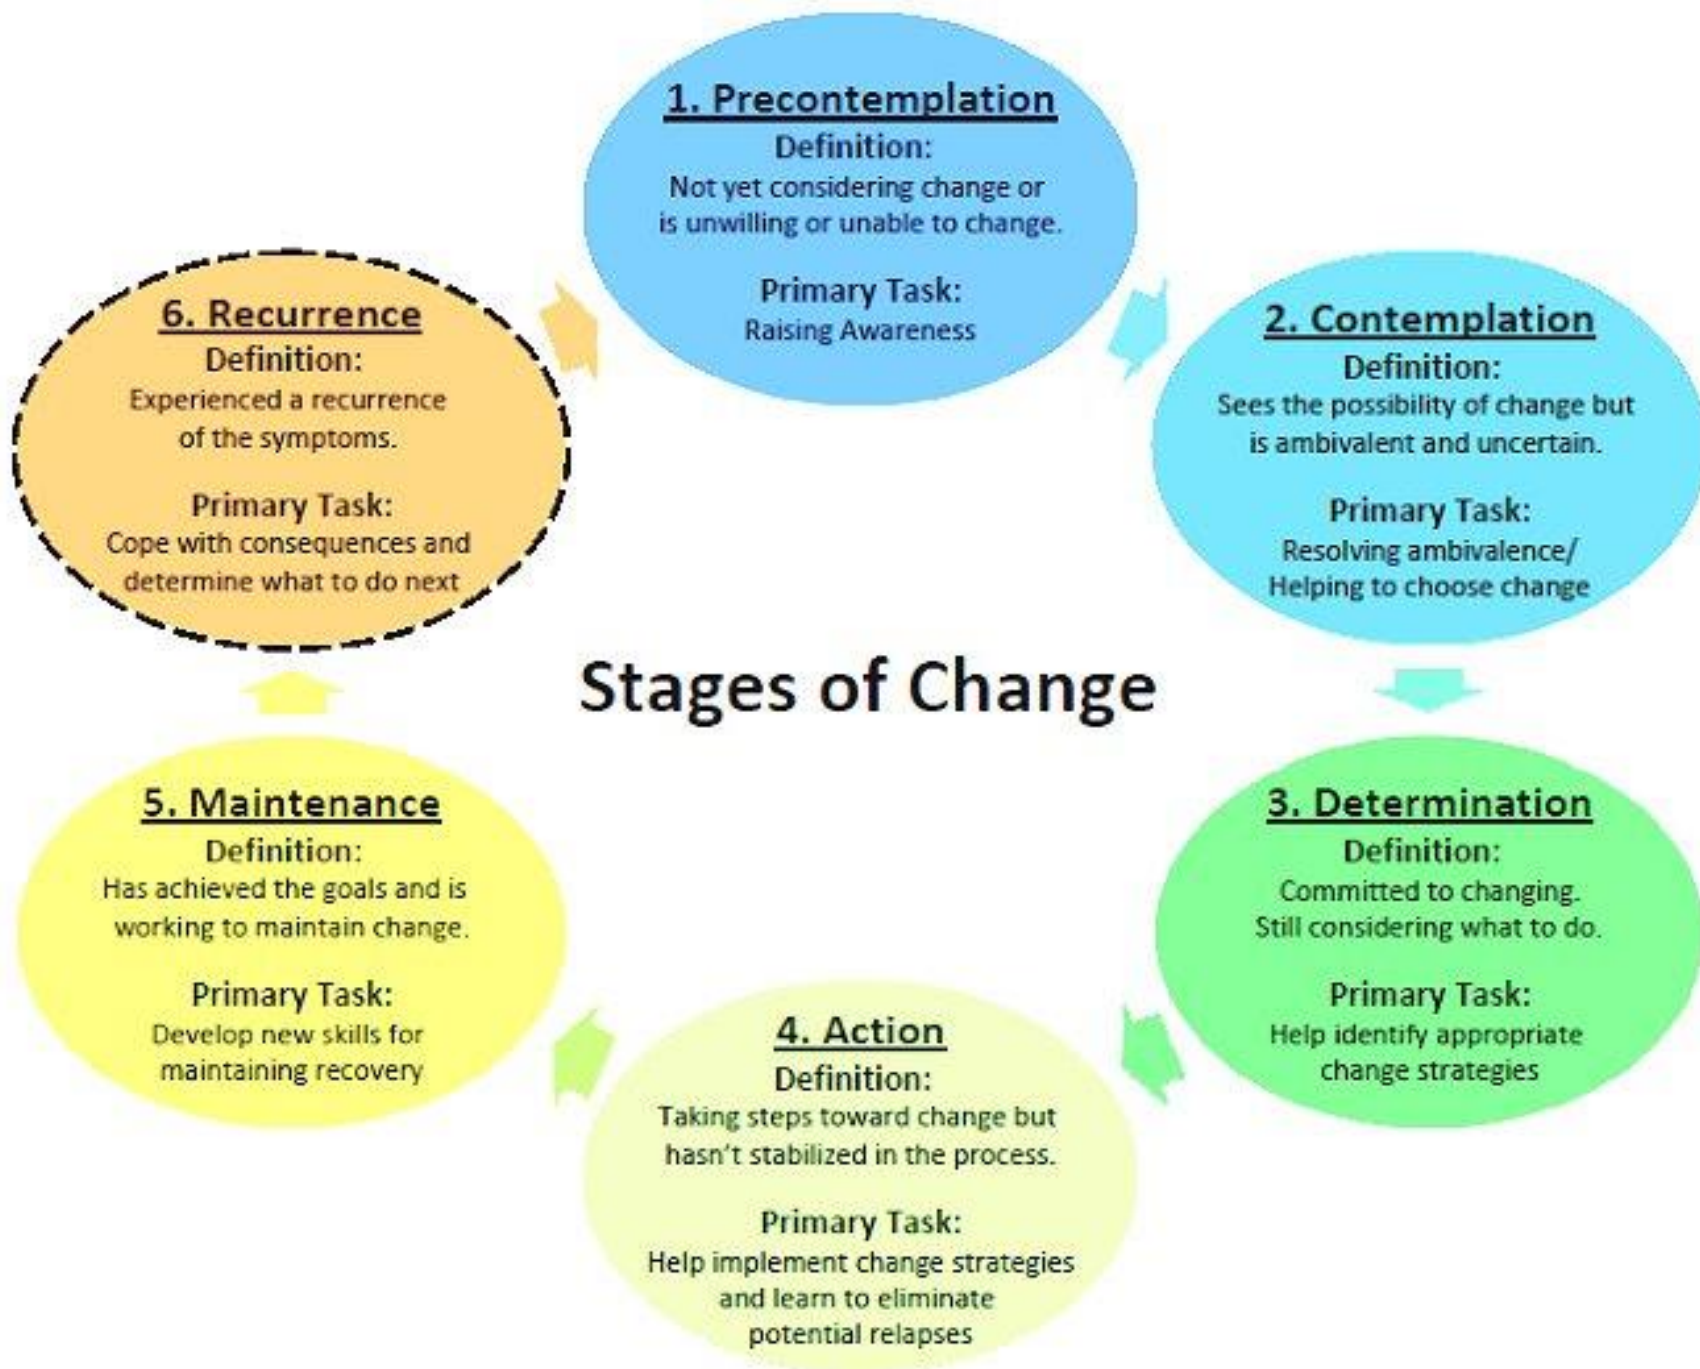 1. Precontemplation
Definition:
Not yet considering change or
is unwilling or unable to change.
Primary Task:
Raising Awareness
2. Contemplation
Definition:
Sees the possibility of change but
is ambivalent and uncertain.
Primary Task:
Resolving ambivalence/
Helping to choose change
3. Determination
Definition:
Committed to changing.
Still considering what to do.
Primary Task:
Help identify appropriate
change strategies
4. Action
Definition:
Taking steps toward change but
hasn't stabilized in the process.
Primary Task:
Help implement change strategies
and learn to eliminate
potential relapses
5. Maintenance
Definition:
Has achieved the goals and is
working to maintain change.
Primary Task:
Develop new skills for
maintaining recovery
6. Recurrence
Definition:
Experienced a recurrence
of the symptoms.
Primary Task:
Cope with consequences and
determine what to do next
Stages of Change